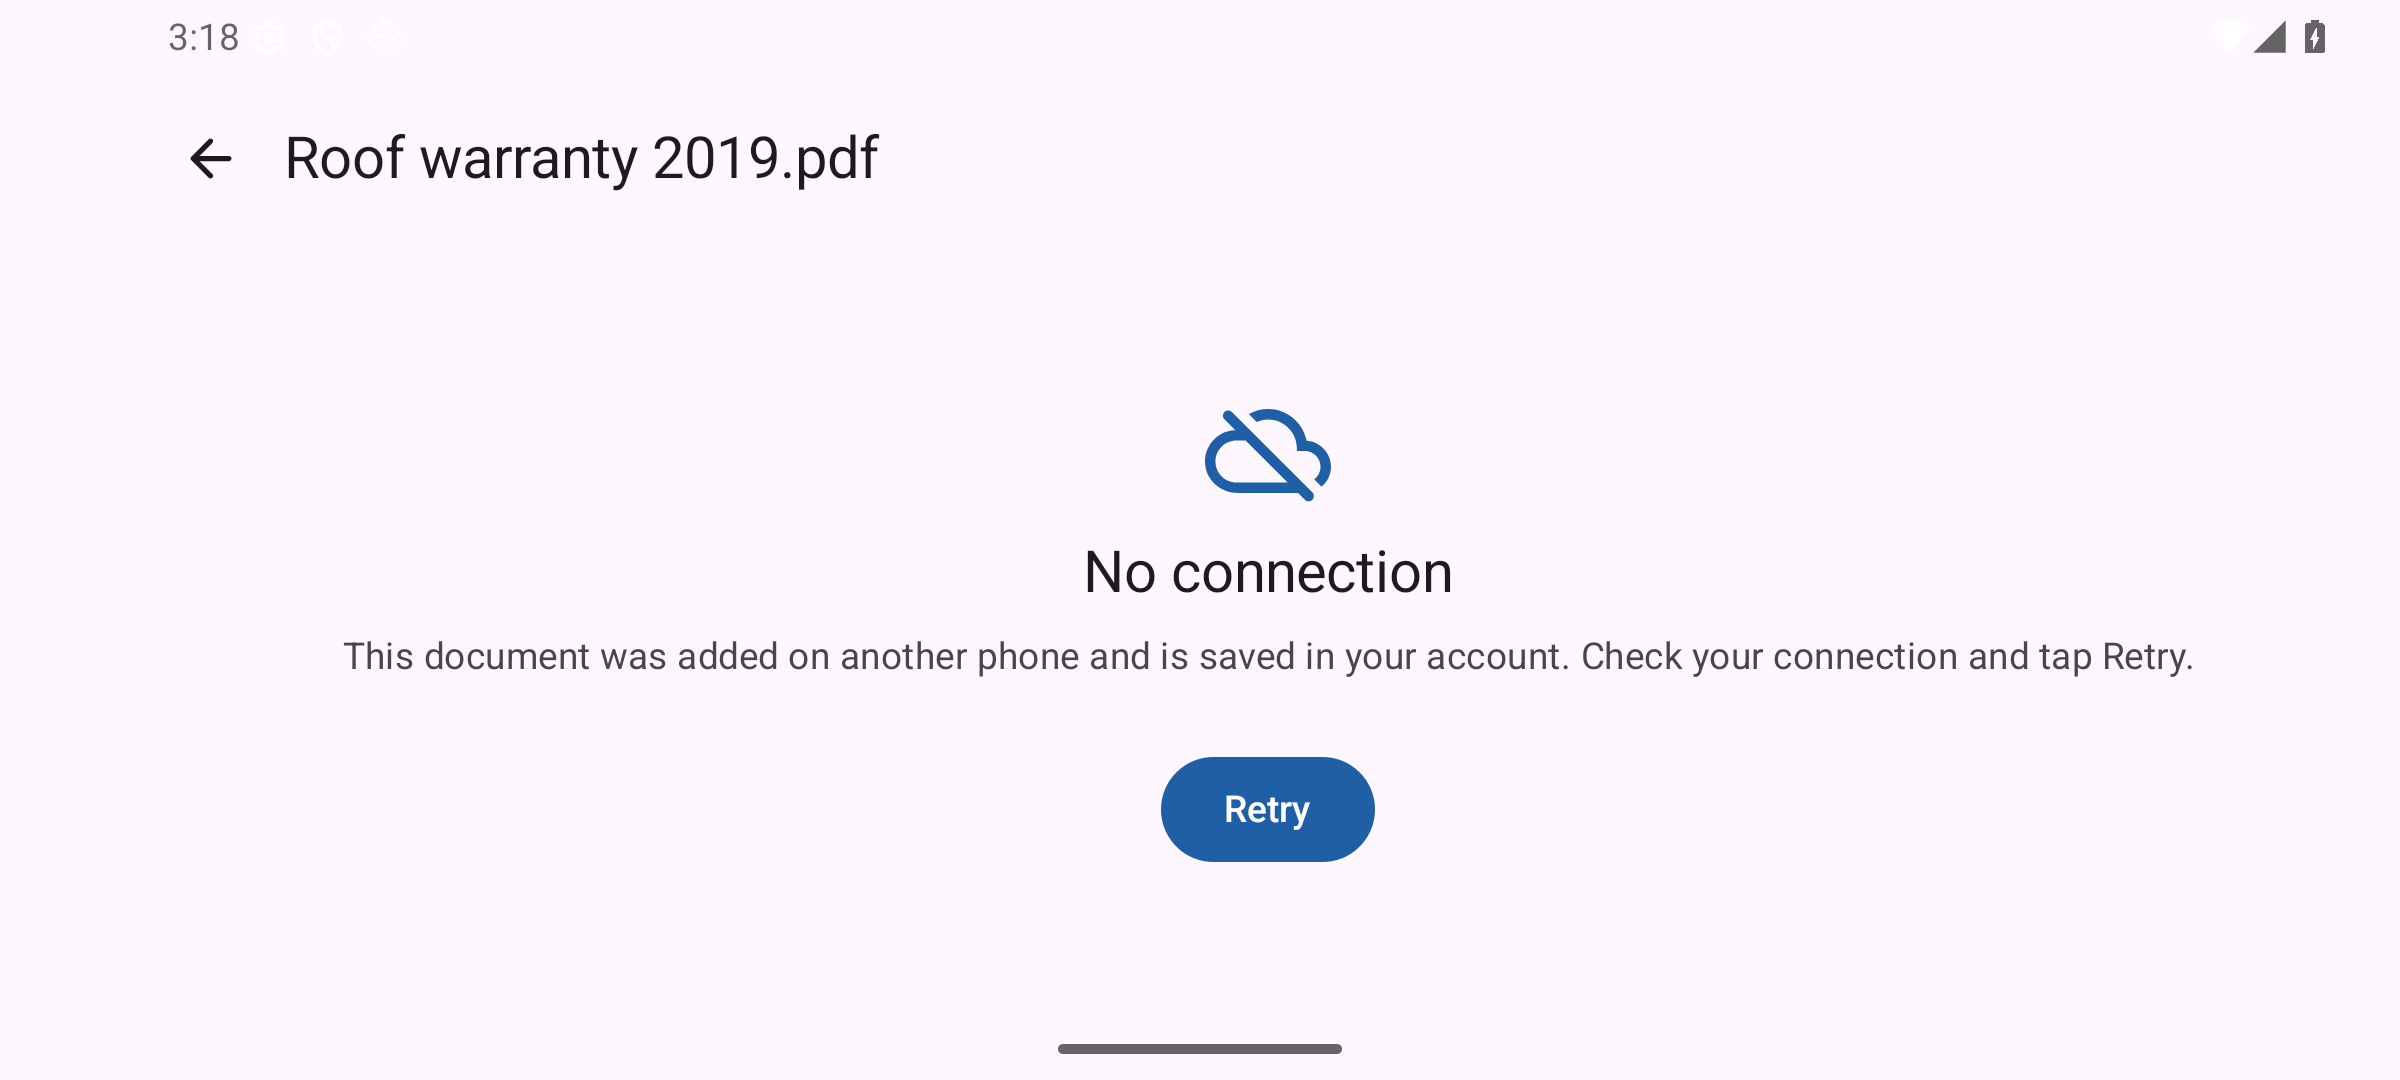 3:18
Roof warranty 2019.pdf
No connection
This document was added on another phone and is saved in your account. Check your connection and tap Retry.
Retry